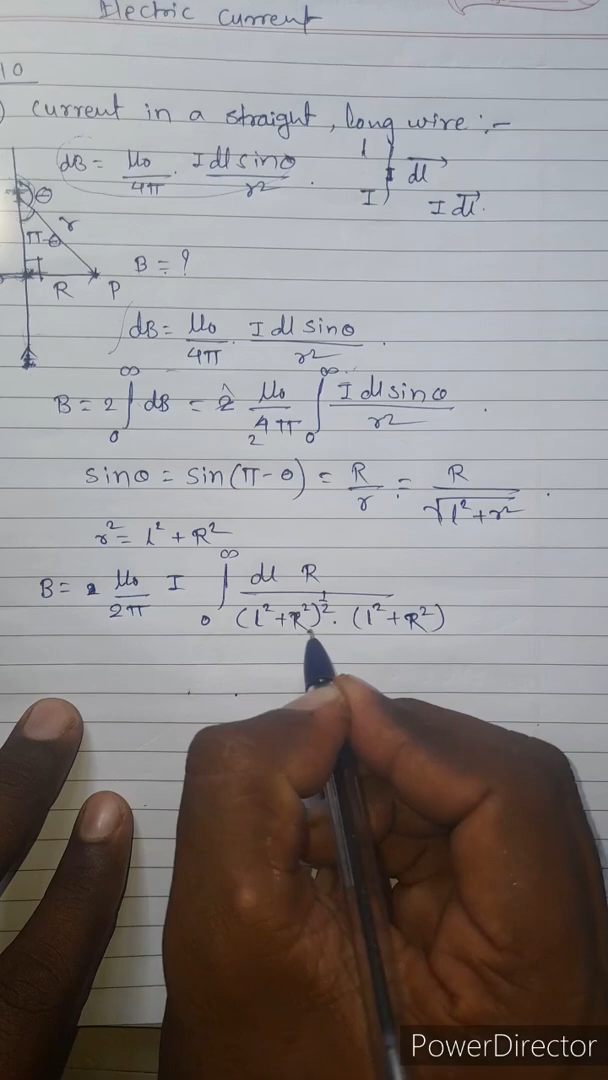 Electric current
10
) current in a straight, long wire :-
dB = μ₀/4π · I dl sinθ/r² .
l
dl
I
I dl.
θ
r
π-θ
R
P
B = ?
dB = μ₀/4π · I dl sinθ/r² .
B = 2 ∫₀^∞ dB = 2 μ₀/4π 2 ∫₀^∞ I dl sinθ/r² .
sinθ = sin(π-θ) = R/r = R/√(l²+r²) .
r² = l² + R²
B = μ₀/2π I ∫₀^∞ dl R/(l²+R²)^½ · (l²+R²)
PowerDirector